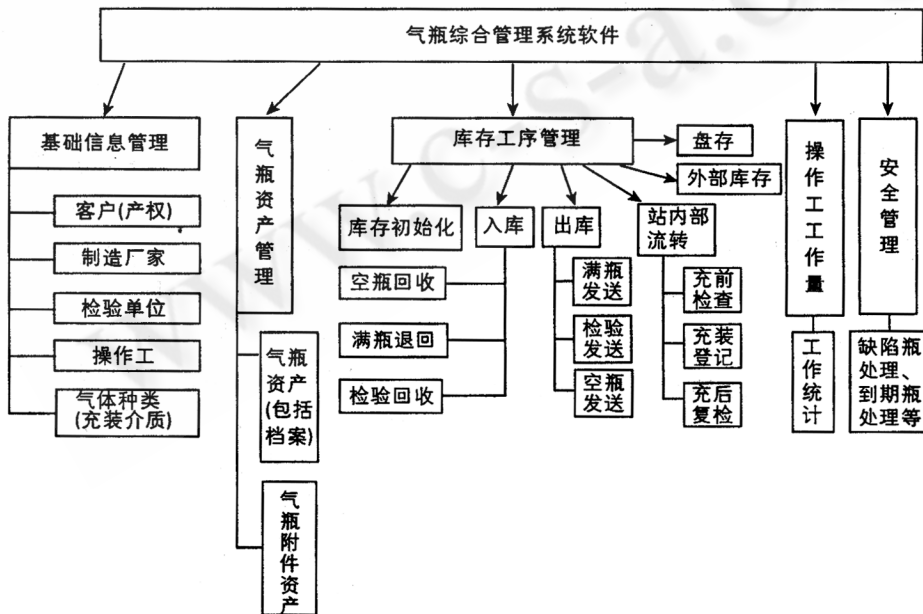 气瓶综合管理系统软件
基础信息管理
客户(产权)
制造厂家
检验单位
操作工
气体种类
(充装介质)
气瓶资产管理
气瓶
资产
(包括
档案)
气瓶附件资产
库存工序管理
盘存
外部库存
库存初始化
入库
出库
站内部
流转
空瓶回收
满瓶退回
检验回收
满瓶
发送
检验
发送
空瓶
发送
充前
检查
充装
登记
充后
复检
操作工工作量
工作统计
安全管理
缺陷瓶
处理、
到期瓶
处理等
www.c-s-a.c